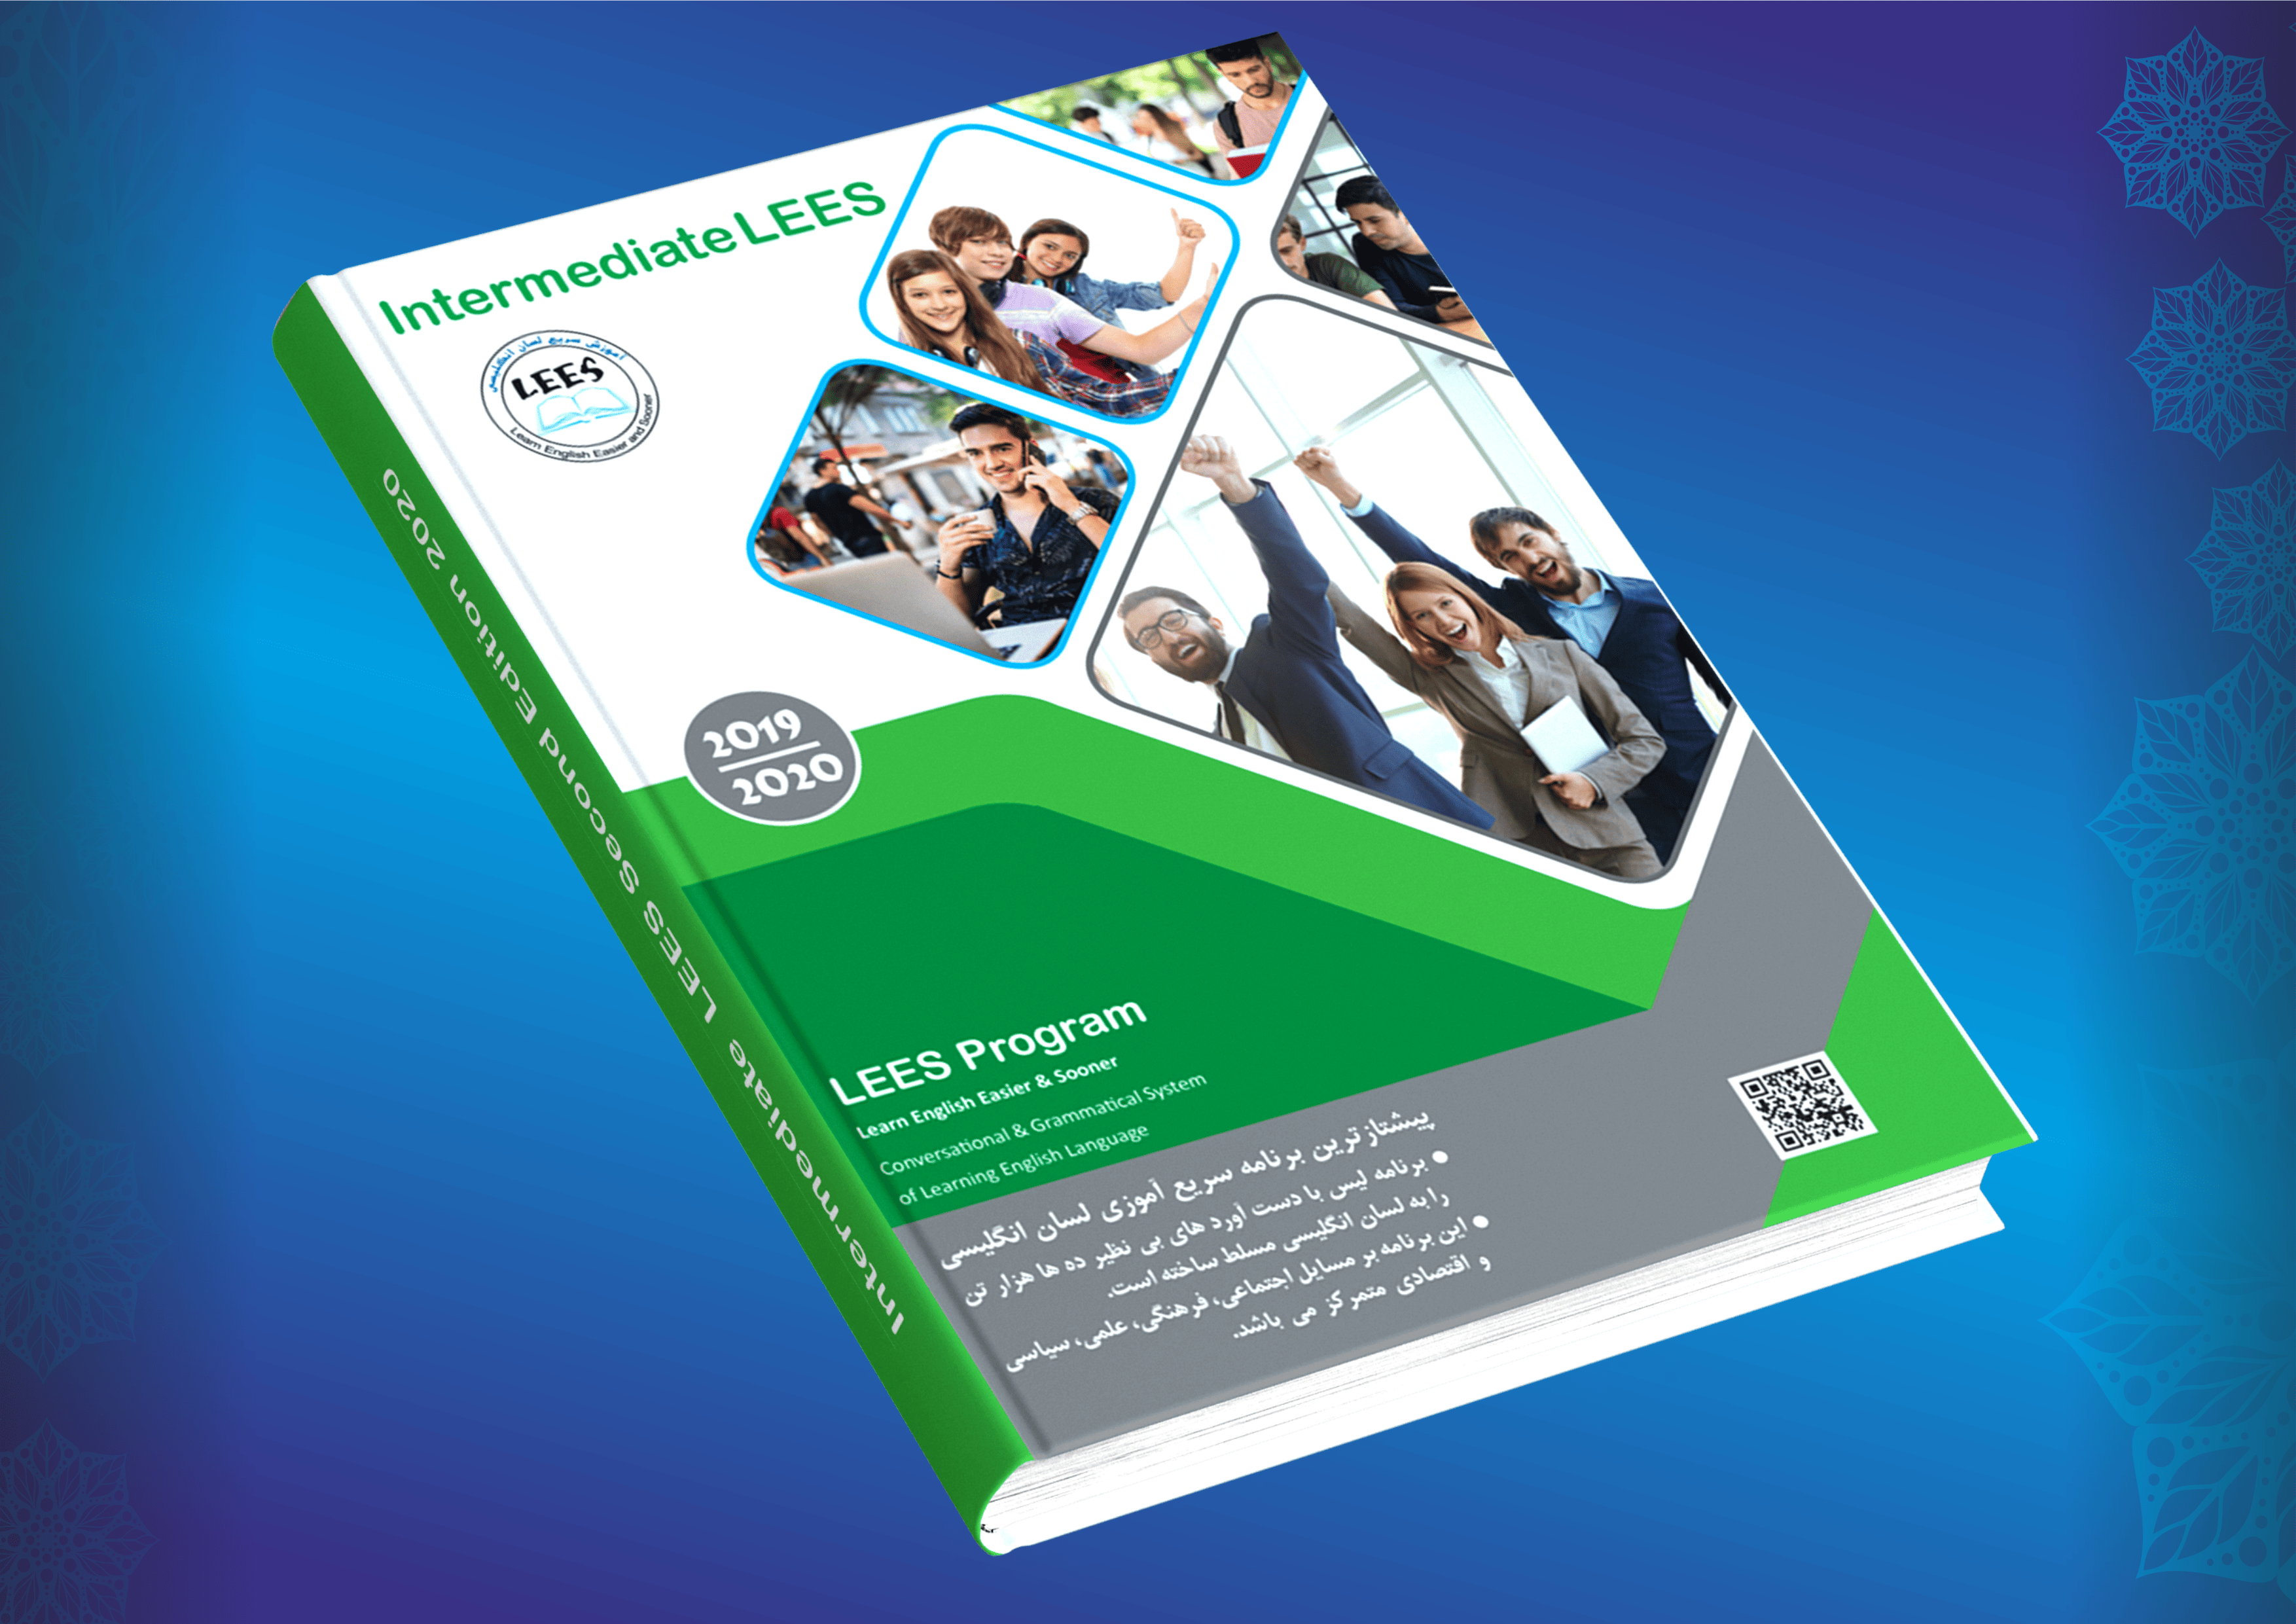 Intermediate LEES
آموزش سریع لسان انگلیسی
LEES
Learn English Easier and Sooner
2019
2020
LEES Program
Learn English Easier & Sooner
Conversational & Grammatical System
of Learning English Language
پیشتاز ترین برنامه سریع آموزی لسان انگلیسی
● برنامه لیس با دست آورد های بی نظیر ده ها هزار تن
را به لسان انگلیسی مسلط ساخته است.
● این برنامه بر مسایل اجتماعی، فرهنگی، علمی، سیاسی
و اقتصادی متمرکز می باشد.
Intermediate LEES Second Edition 2020